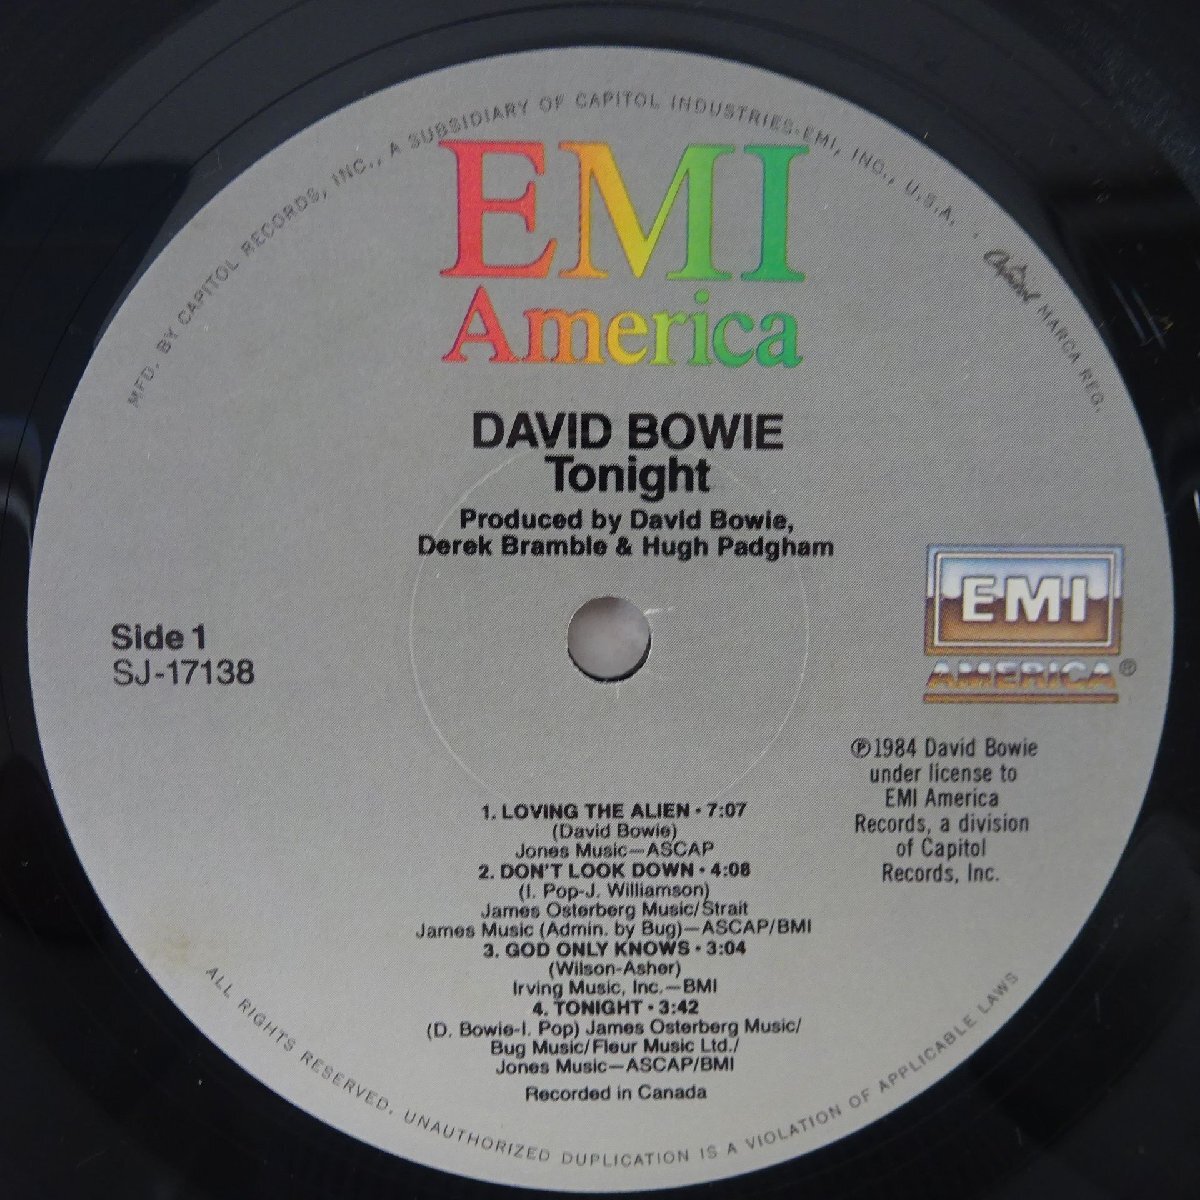 MFD. BY CAPITOL RECORDS, INC., A SUBSIDIARY OF CAPITOL INDUSTRIES-EMI, INC., U.S.A. · Capitol MARCA REG.
EMI
America
DAVID BOWIE
Tonight
Produced by David Bowie,
Derek Bramble & Hugh Padgham
Side 1
SJ-17138
EMI
AMERICA®
℗1984 David Bowie
under license to
EMI America
Records, a division
of Capitol
Records, Inc.
1. LOVING THE ALIEN • 7:07
(David Bowie)
Jones Music—ASCAP
2. DON'T LOOK DOWN • 4:08
(I. Pop-J. Williamson)
James Osterberg Music/Strait
James Music (Admin. by Bug)—ASCAP/BMI
3. GOD ONLY KNOWS • 3:04
(Wilson-Asher)
Irving Music, Inc.—BMI
4. TONIGHT • 3:42
(D. Bowie-I. Pop) James Osterberg Music/
Bug Music/Fleur Music Ltd./
Jones Music—ASCAP/BMI
Recorded in Canada
ALL RIGHTS RESERVED. UNAUTHORIZED DUPLICATION IS A VIOLATION OF APPLICABLE LAWS